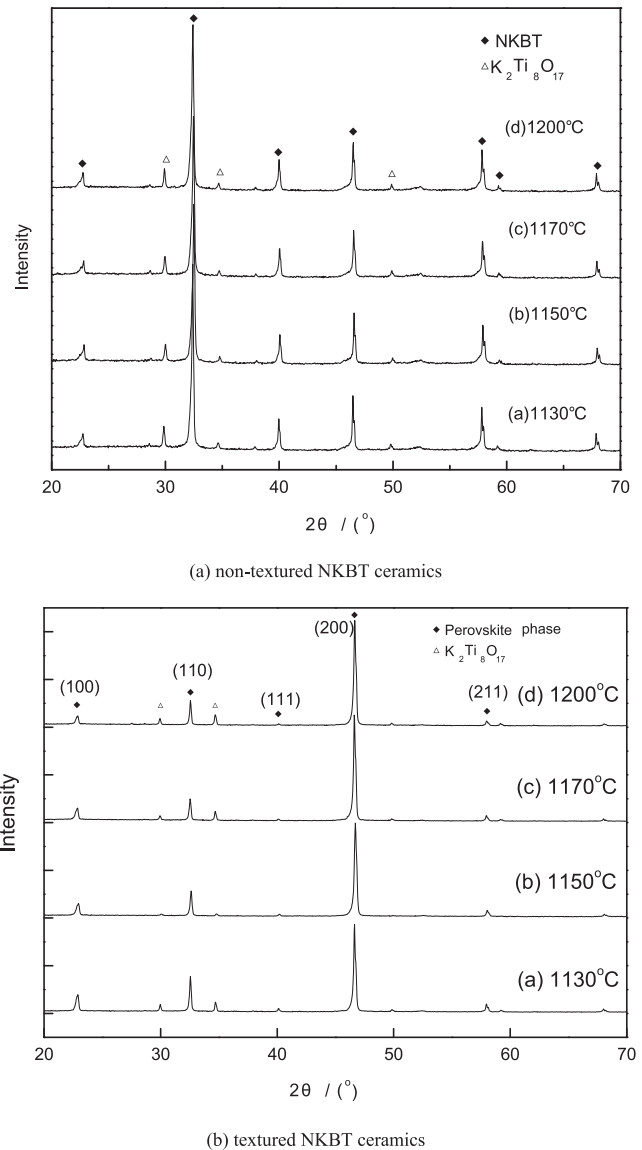 ◆ NKBT
△ K2Ti8O17
(d)1200℃
(c)1170℃
(b)1150℃
(a)1130℃
Intensity
20 30 40 50 60 70
2θ / (°)
(a) non-textured NKBT ceramics
(200)
◆ Perovskite phase
△ K2Ti8O17
(100)
(110)
(111)
(211)
(d) 1200°C
(c) 1170°C
(b) 1150°C
(a) 1130°C
Intensity
20 30 40 50 60 70
2θ / (°)
(b) textured NKBT ceramics